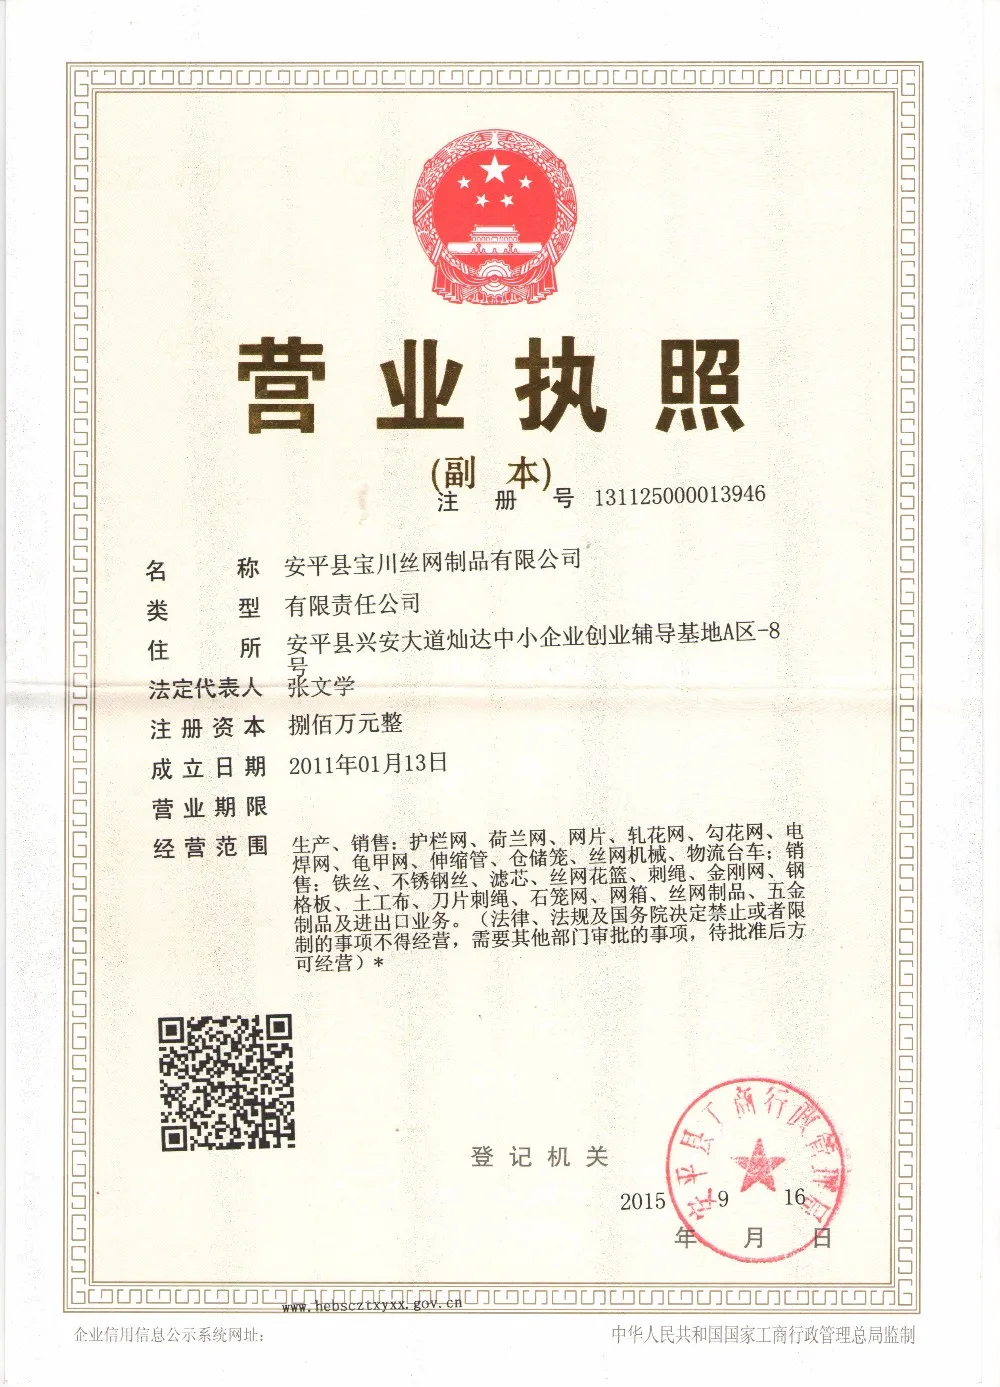 营业执照
(副 本)
注 册 号 131125000013946
名 称 安平县宝川丝网制品有限公司
类 型 有限责任公司
住 所 安平县兴安大道灿达中小企业创业辅导基地A区-8
号
法定代表人 张文学
注册资本 捌佰万元整
成立日期 2011年01月13日
营业期限
经营范围 生产、销售：护栏网、荷兰网、网片、轧花网、勾花网、电
焊网、龟甲网、伸缩管、仓储笼、丝网机械、物流台车；销
售：铁丝、不锈钢丝、滤芯、丝网花篮、刺绳、金刚网、钢
格板、土工布、刀片刺绳、石笼网、网箱、丝网制品、五金
制品及进出口业务。（法律、法规及国务院决定禁止或者限
制的事项不得经营，需要其他部门审批的事项，待批准后方
可经营）*
安平县工商行政管理局
登记机关
2015 9 16
年 月 日
www.hebscztxyxx.gov.cn
企业信用信息公示系统网址：
中华人民共和国国家工商行政管理总局监制